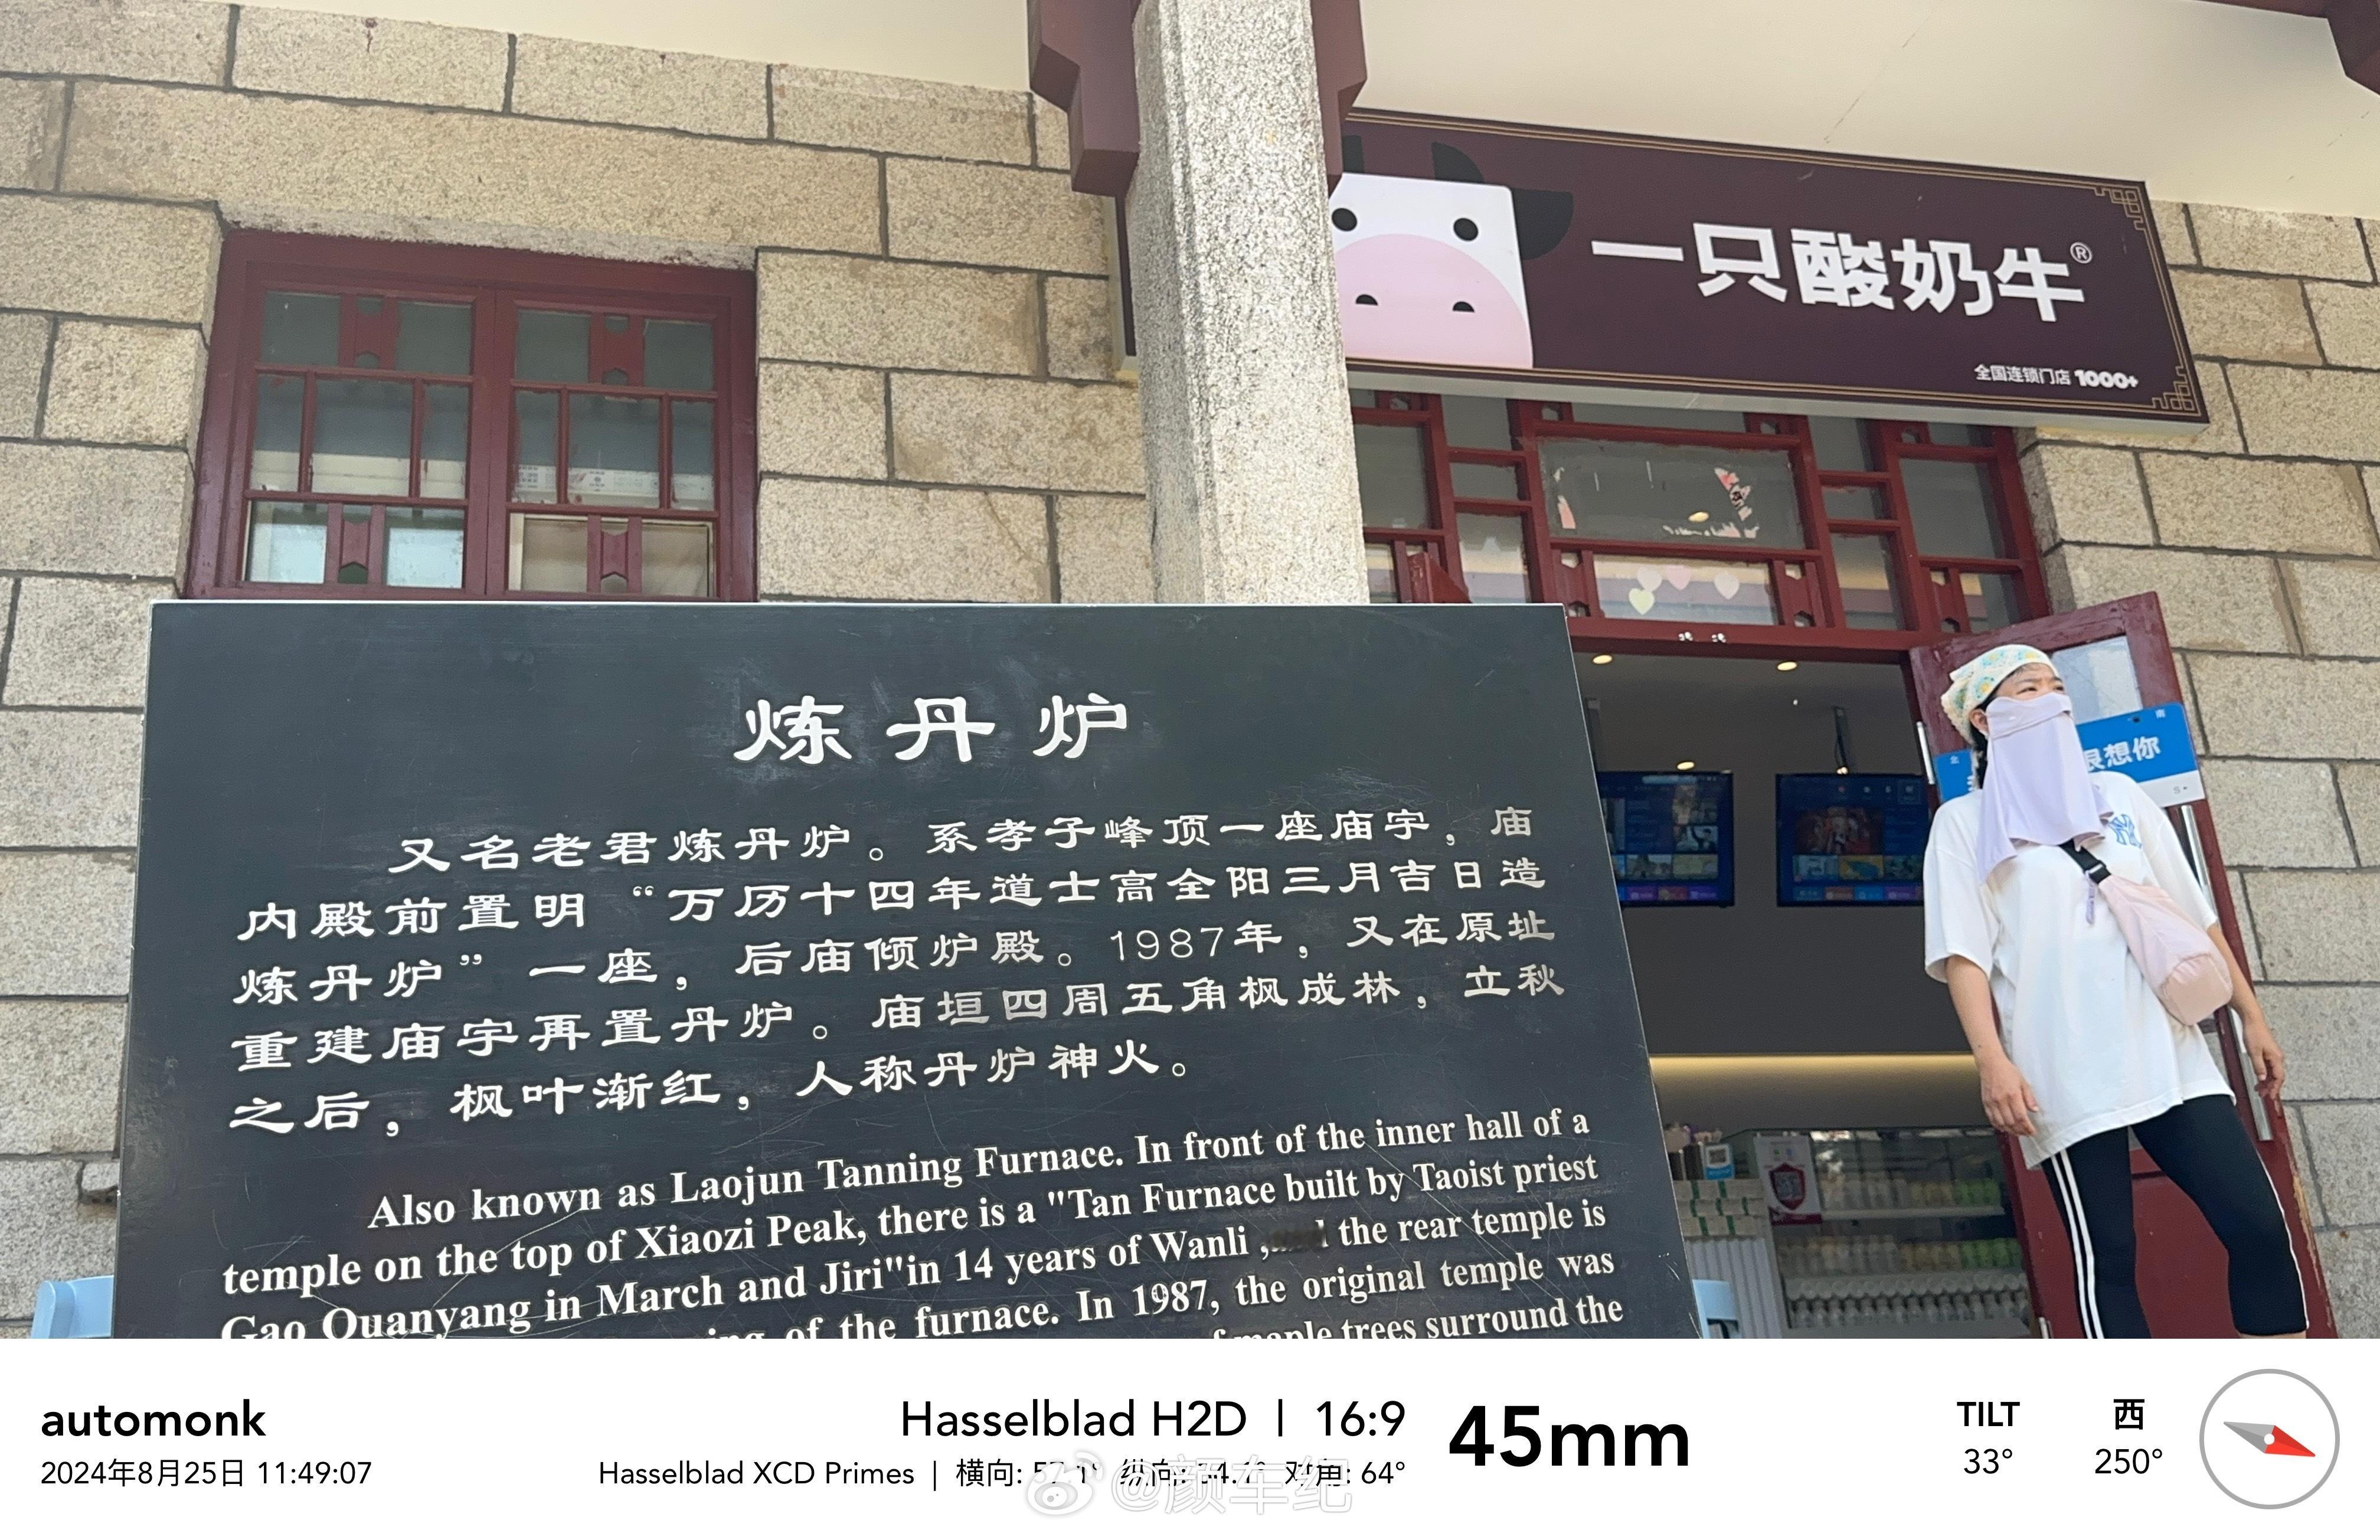 一只酸奶牛®
全国连锁门店 1000+
南
北
想你
炼丹炉
又名老君炼丹炉。系孝子峰顶一座庙宇，庙
内殿前置明“万历十四年道士高全阳三月吉日造
炼丹炉”一座，后庙倾炉殿。1987年，又在原址
重建庙宇再置丹炉。庙垣四周五角枫成林，立秋
之后，枫叶渐红，人称丹炉神火。
Also known as Laojun Tanning Furnace. In front of the inner hall of a
temple on the top of Xiaozi Peak, there is a "Tan Furnace built by Taoist priest
Gao Quanyang in March and Jiri"in 14 years of Wanli , the rear temple is
of the furnace. In 1987, the original temple was
maple trees surround the
automonk
2024年8月25日 11:49:07
Hasselblad H2D | 16:9
Hasselblad XCD Primes | 横向: 纵向: 对角: 64°
45mm
TILT
33°
西
250°
@颜车纪